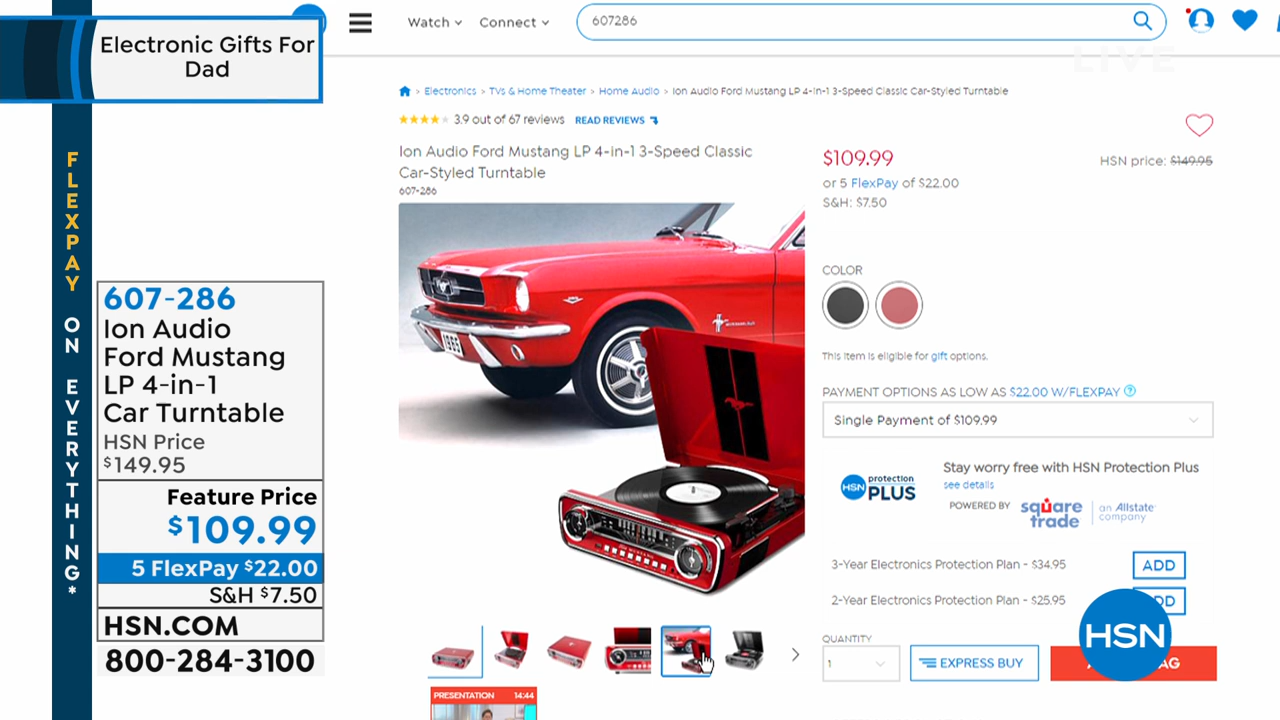 Electronic Gifts For
Dad
FLEXPAY ON EVERYTHING*
607-286
Ion Audio
Ford Mustang
LP 4-in-1
Car Turntable
HSN Price
$149.95
Feature Price
$109.99
5 FlexPay $22.00
S&H $7.50
HSN.COM
800-284-3100
Watch
Connect
607286
LIVE
> Electronics > TVs & Home Theater > Home Audio > Ion Audio Ford Mustang LP 4-in-1 3-Speed Classic Car-Styled Turntable
3.9 out of 67 reviews READ REVIEWS
Ion Audio Ford Mustang LP 4-in-1 3-Speed Classic
Car-Styled Turntable
607-286
1965
$109.99
HSN price: $149.95
or 5 FlexPay of $22.00
S&H: $7.50
COLOR
This item is eligible for gift options.
PAYMENT OPTIONS AS LOW AS $22.00 W/FLEXPAY ?
Single Payment of $109.99
HSN protection PLUS
Stay worry free with HSN Protection Plus
see details
POWERED BY square trade | an Allstate company
3-Year Electronics Protection Plan - $34.95 ADD
2-Year Electronics Protection Plan - $25.95
QUANTITY
1
EXPRESS BUY
HSN
PRESENTATION 14:44